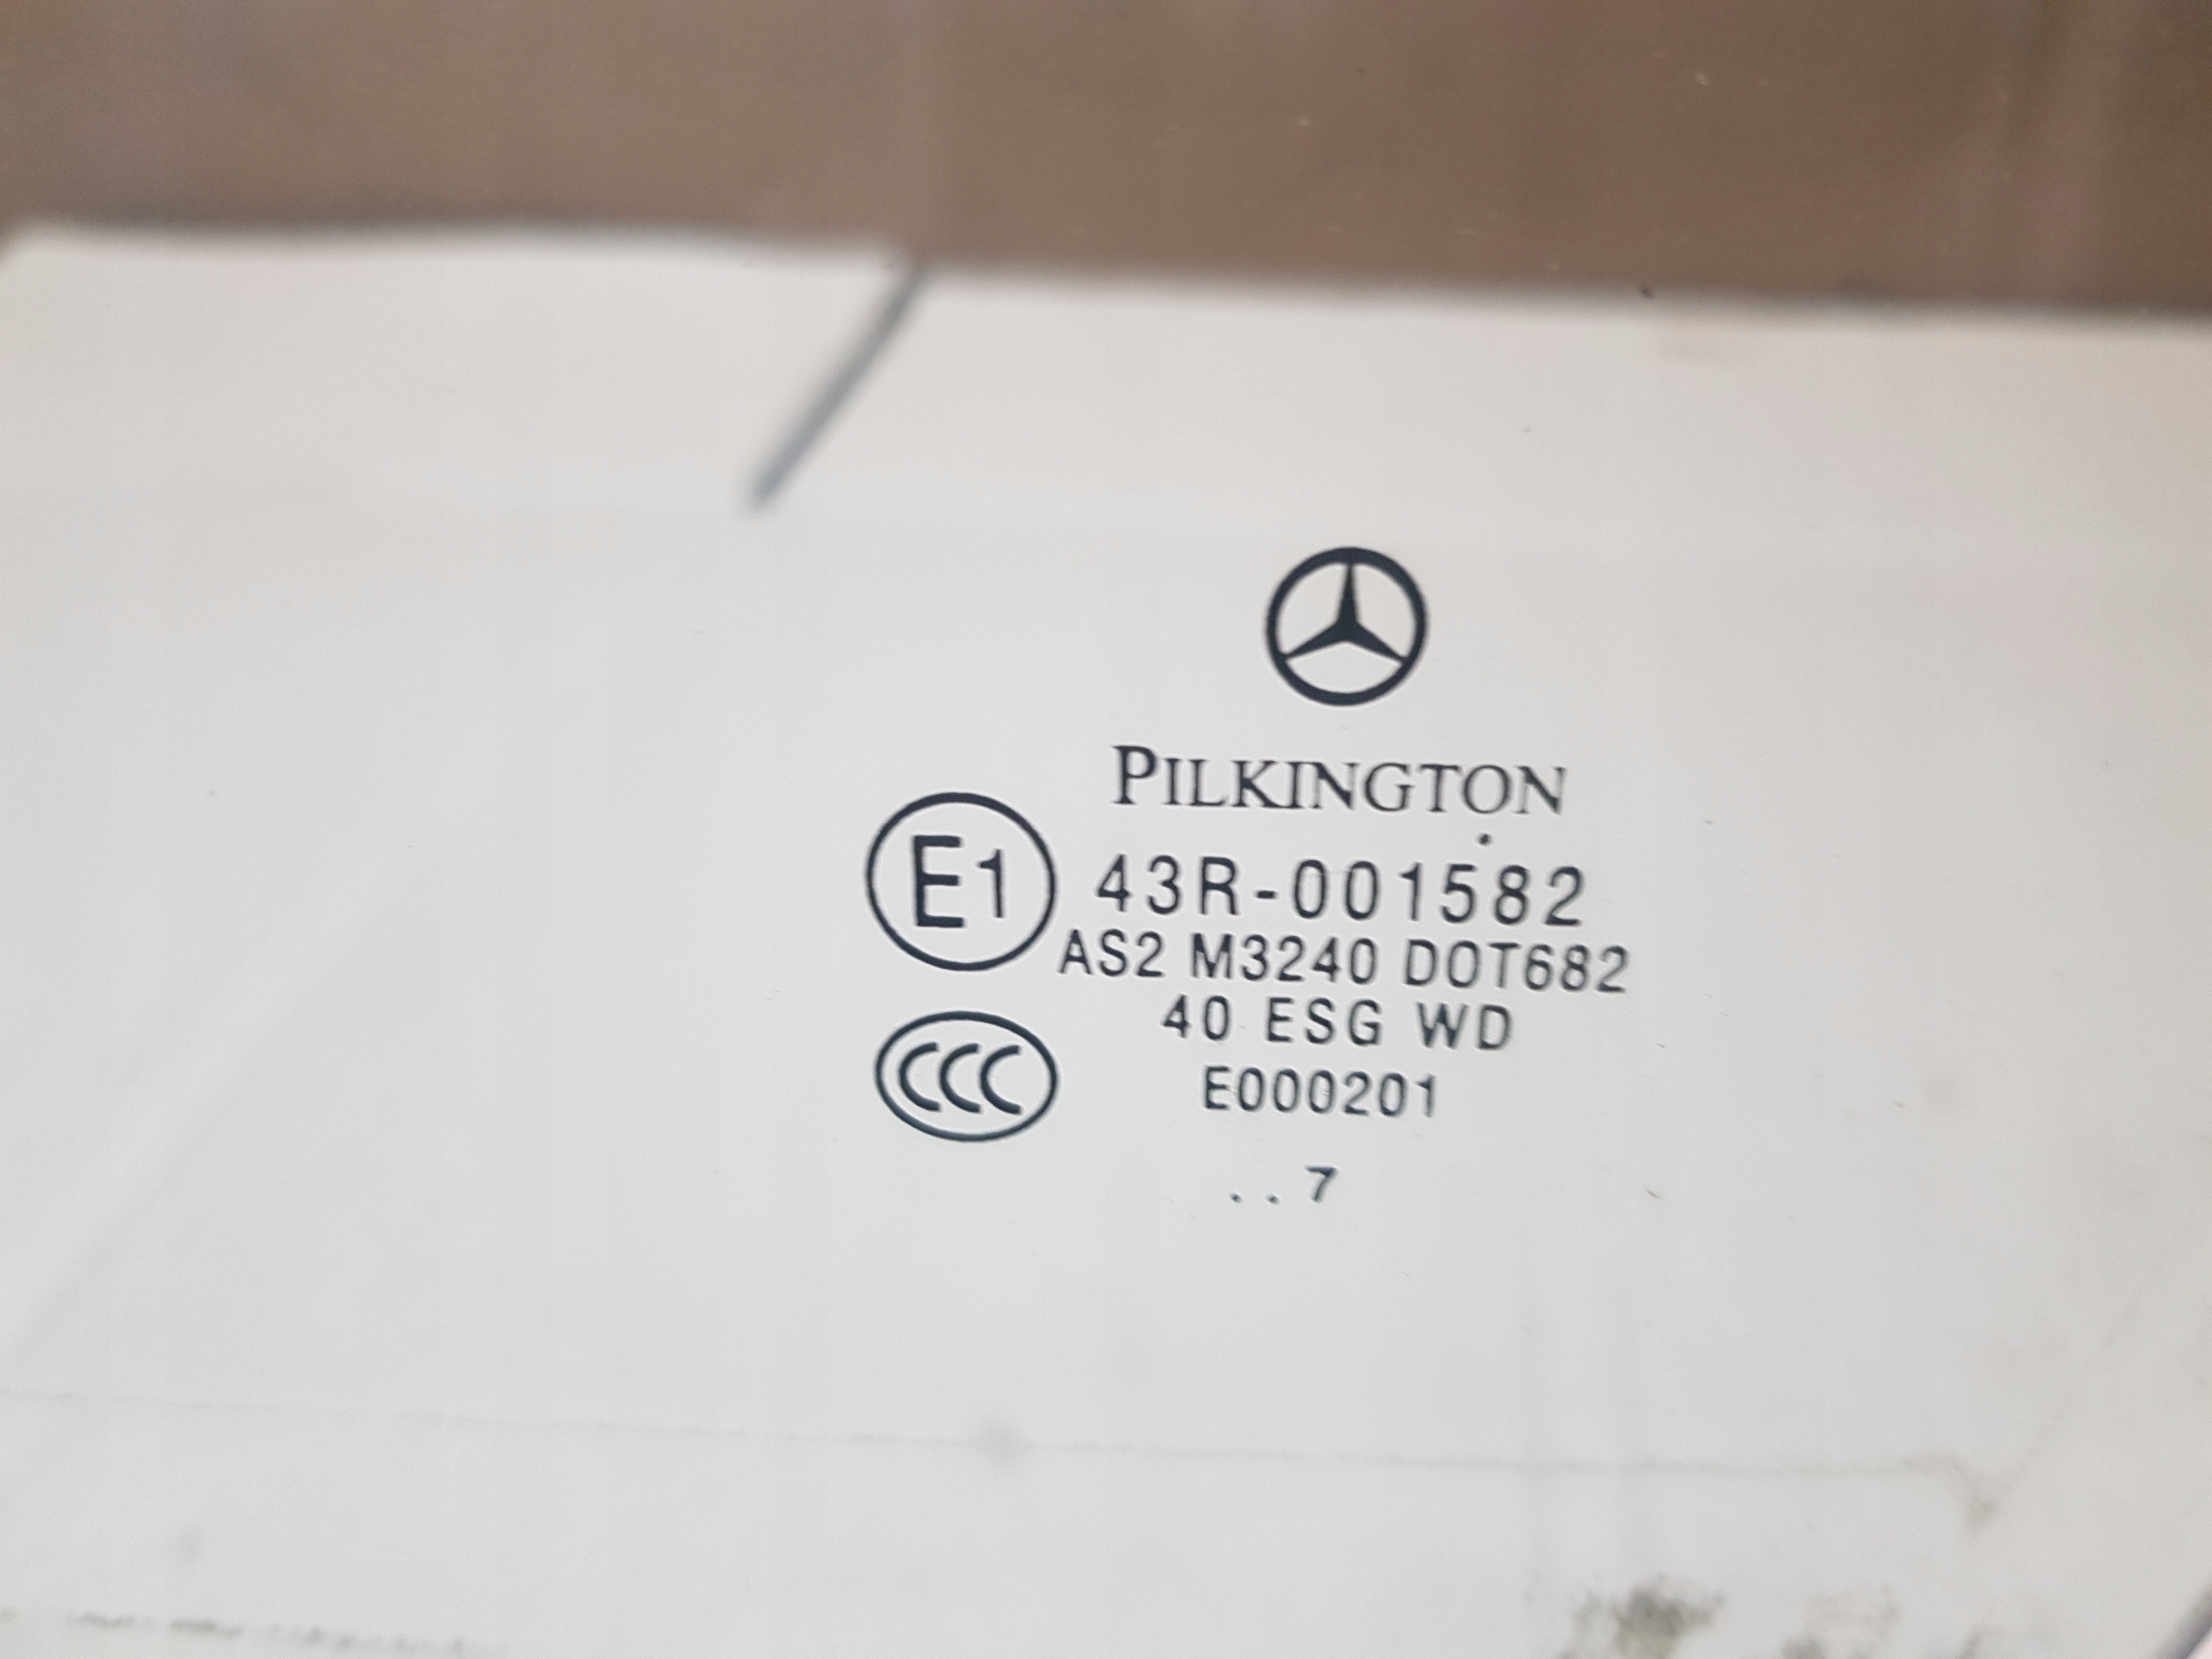 PILKINGTON
E1 43R-001582
AS2 M3240 DOT682
40 ESG WD
CCC E000201
. . 7